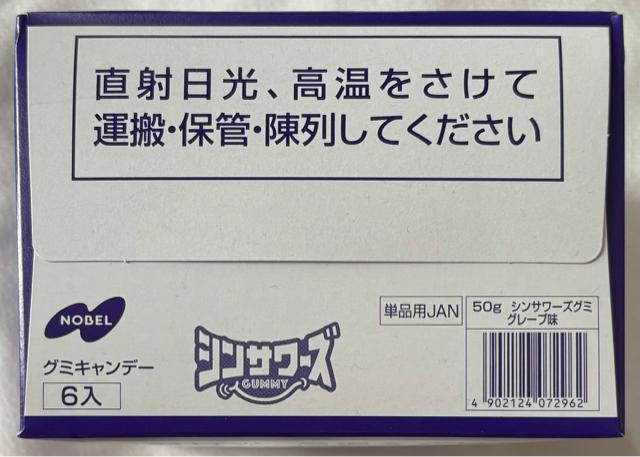 直射日光、高温をさけて
運搬・保管・陳列してください
NOBEL
グミキャンデー
6入
シンサワーズ
GUMMY
単品用JAN
50g シンサワーズグミ
グレープ味
4 902124 072962